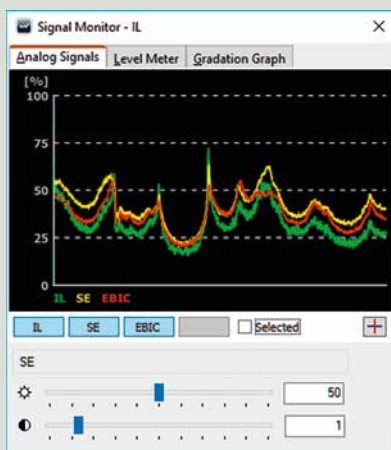 Signal Monitor - IL
Analog Signals Level Meter Gradation Graph
[%]
100
75
50
25
0
IL SE EBIC
IL SE EBIC Selected
SE
50
1